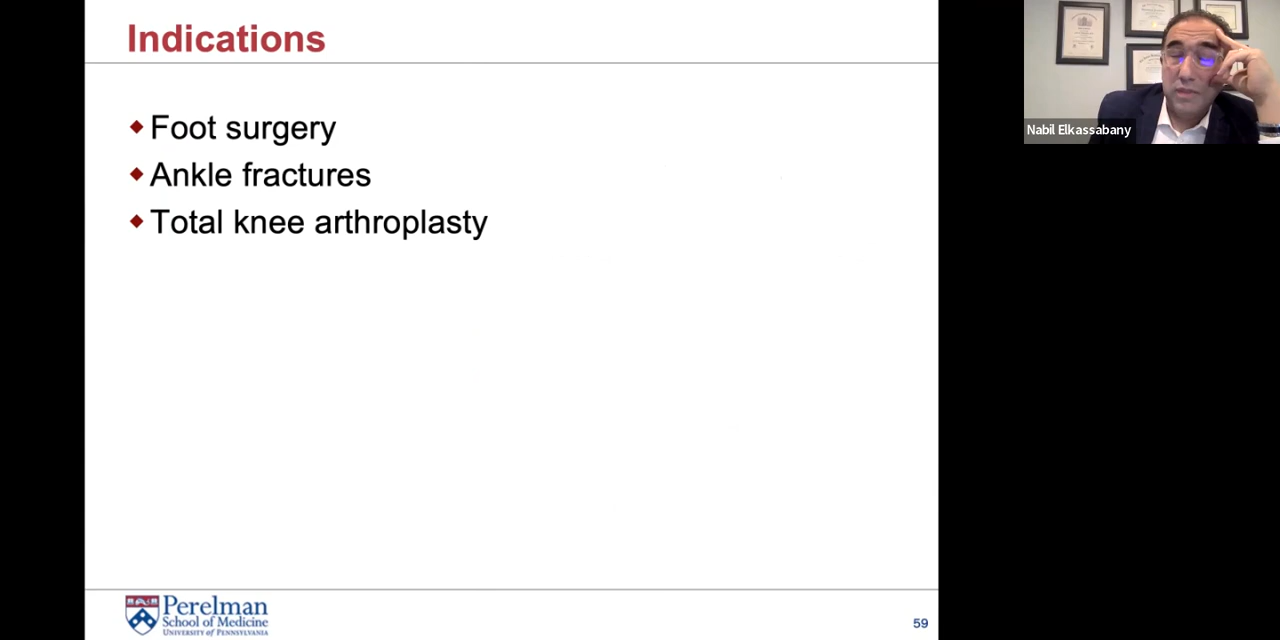 Indications
Foot surgery
Ankle fractures
Total knee arthroplasty
Nabil Elkassabany
Perelman
School of Medicine
UNIVERSITY of PENNSYLVANIA
59